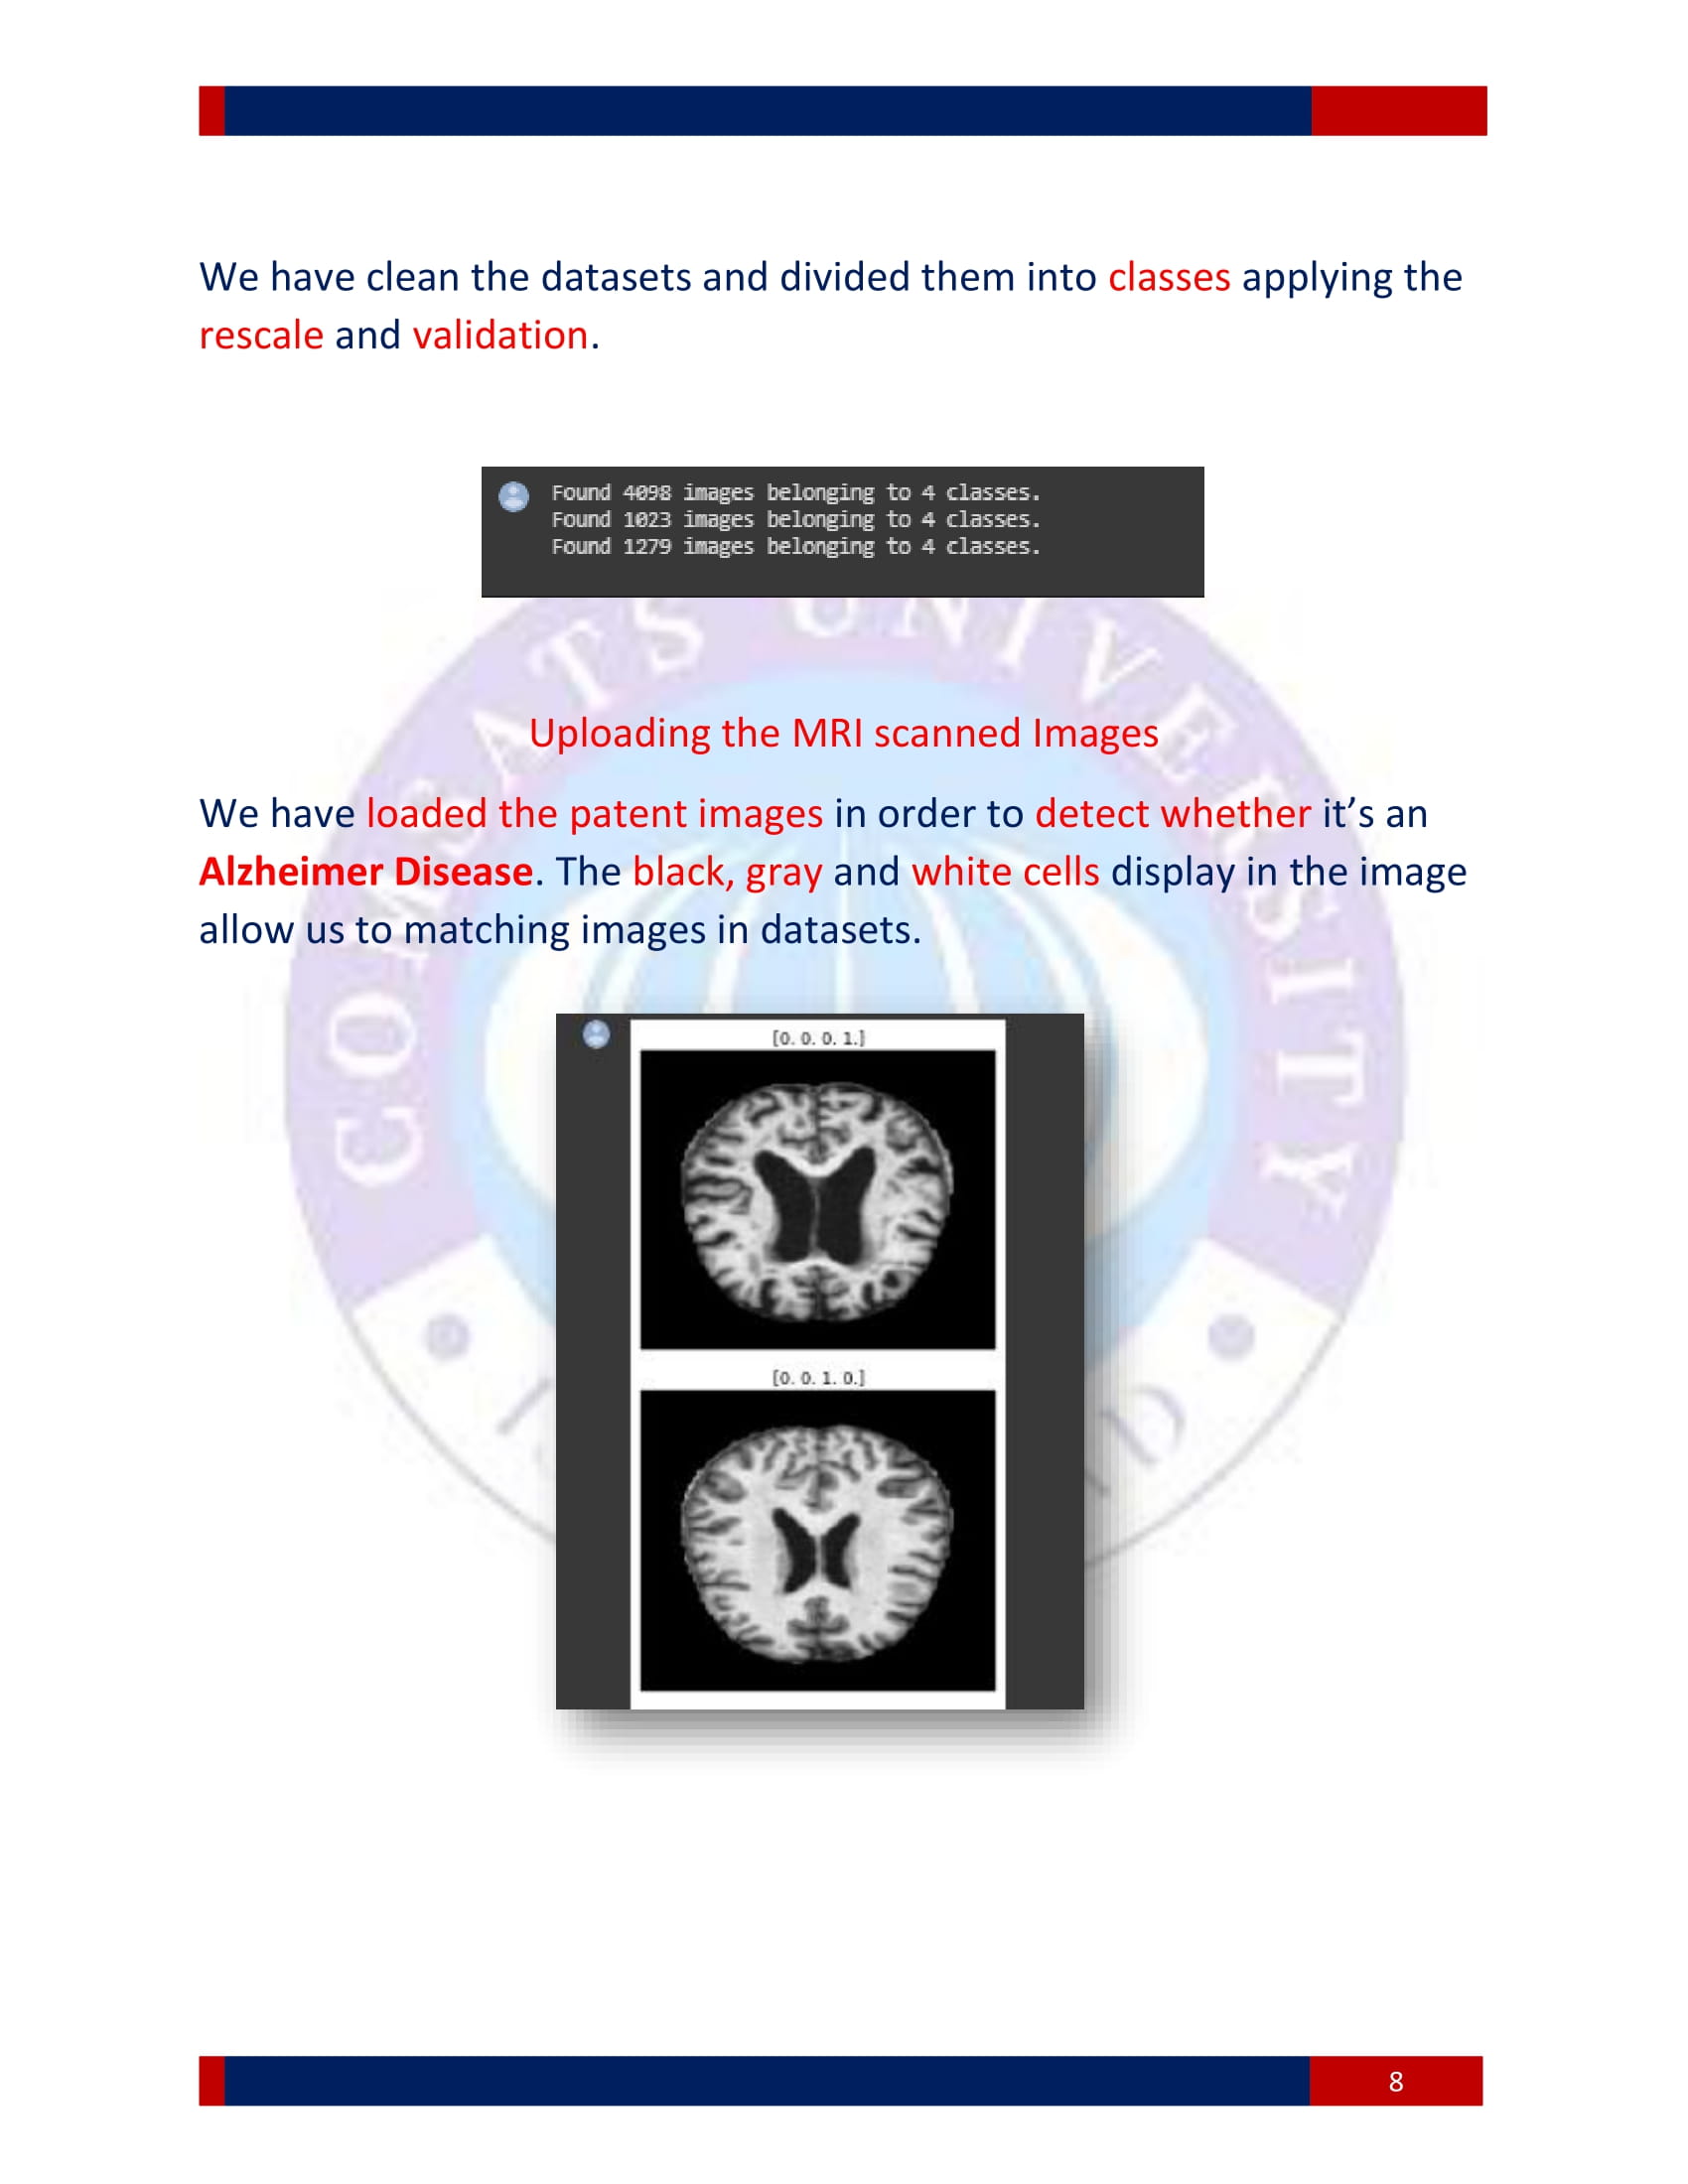 We have clean the datasets and divided them into classes applying the
rescale and validation.
Found 4098 images belonging to 4 classes.
Found 1023 images belonging to 4 classes.
Found 1279 images belonging to 4 classes.
COMSATS UNIVERSITY
Uploading the MRI scanned Images
We have loaded the patent images in order to detect whether it’s an
Alzheimer Disease. The black, gray and white cells display in the image
allow us to matching images in datasets.
[0. 0. 0. 1.]
[0. 0. 1. 0.]
8